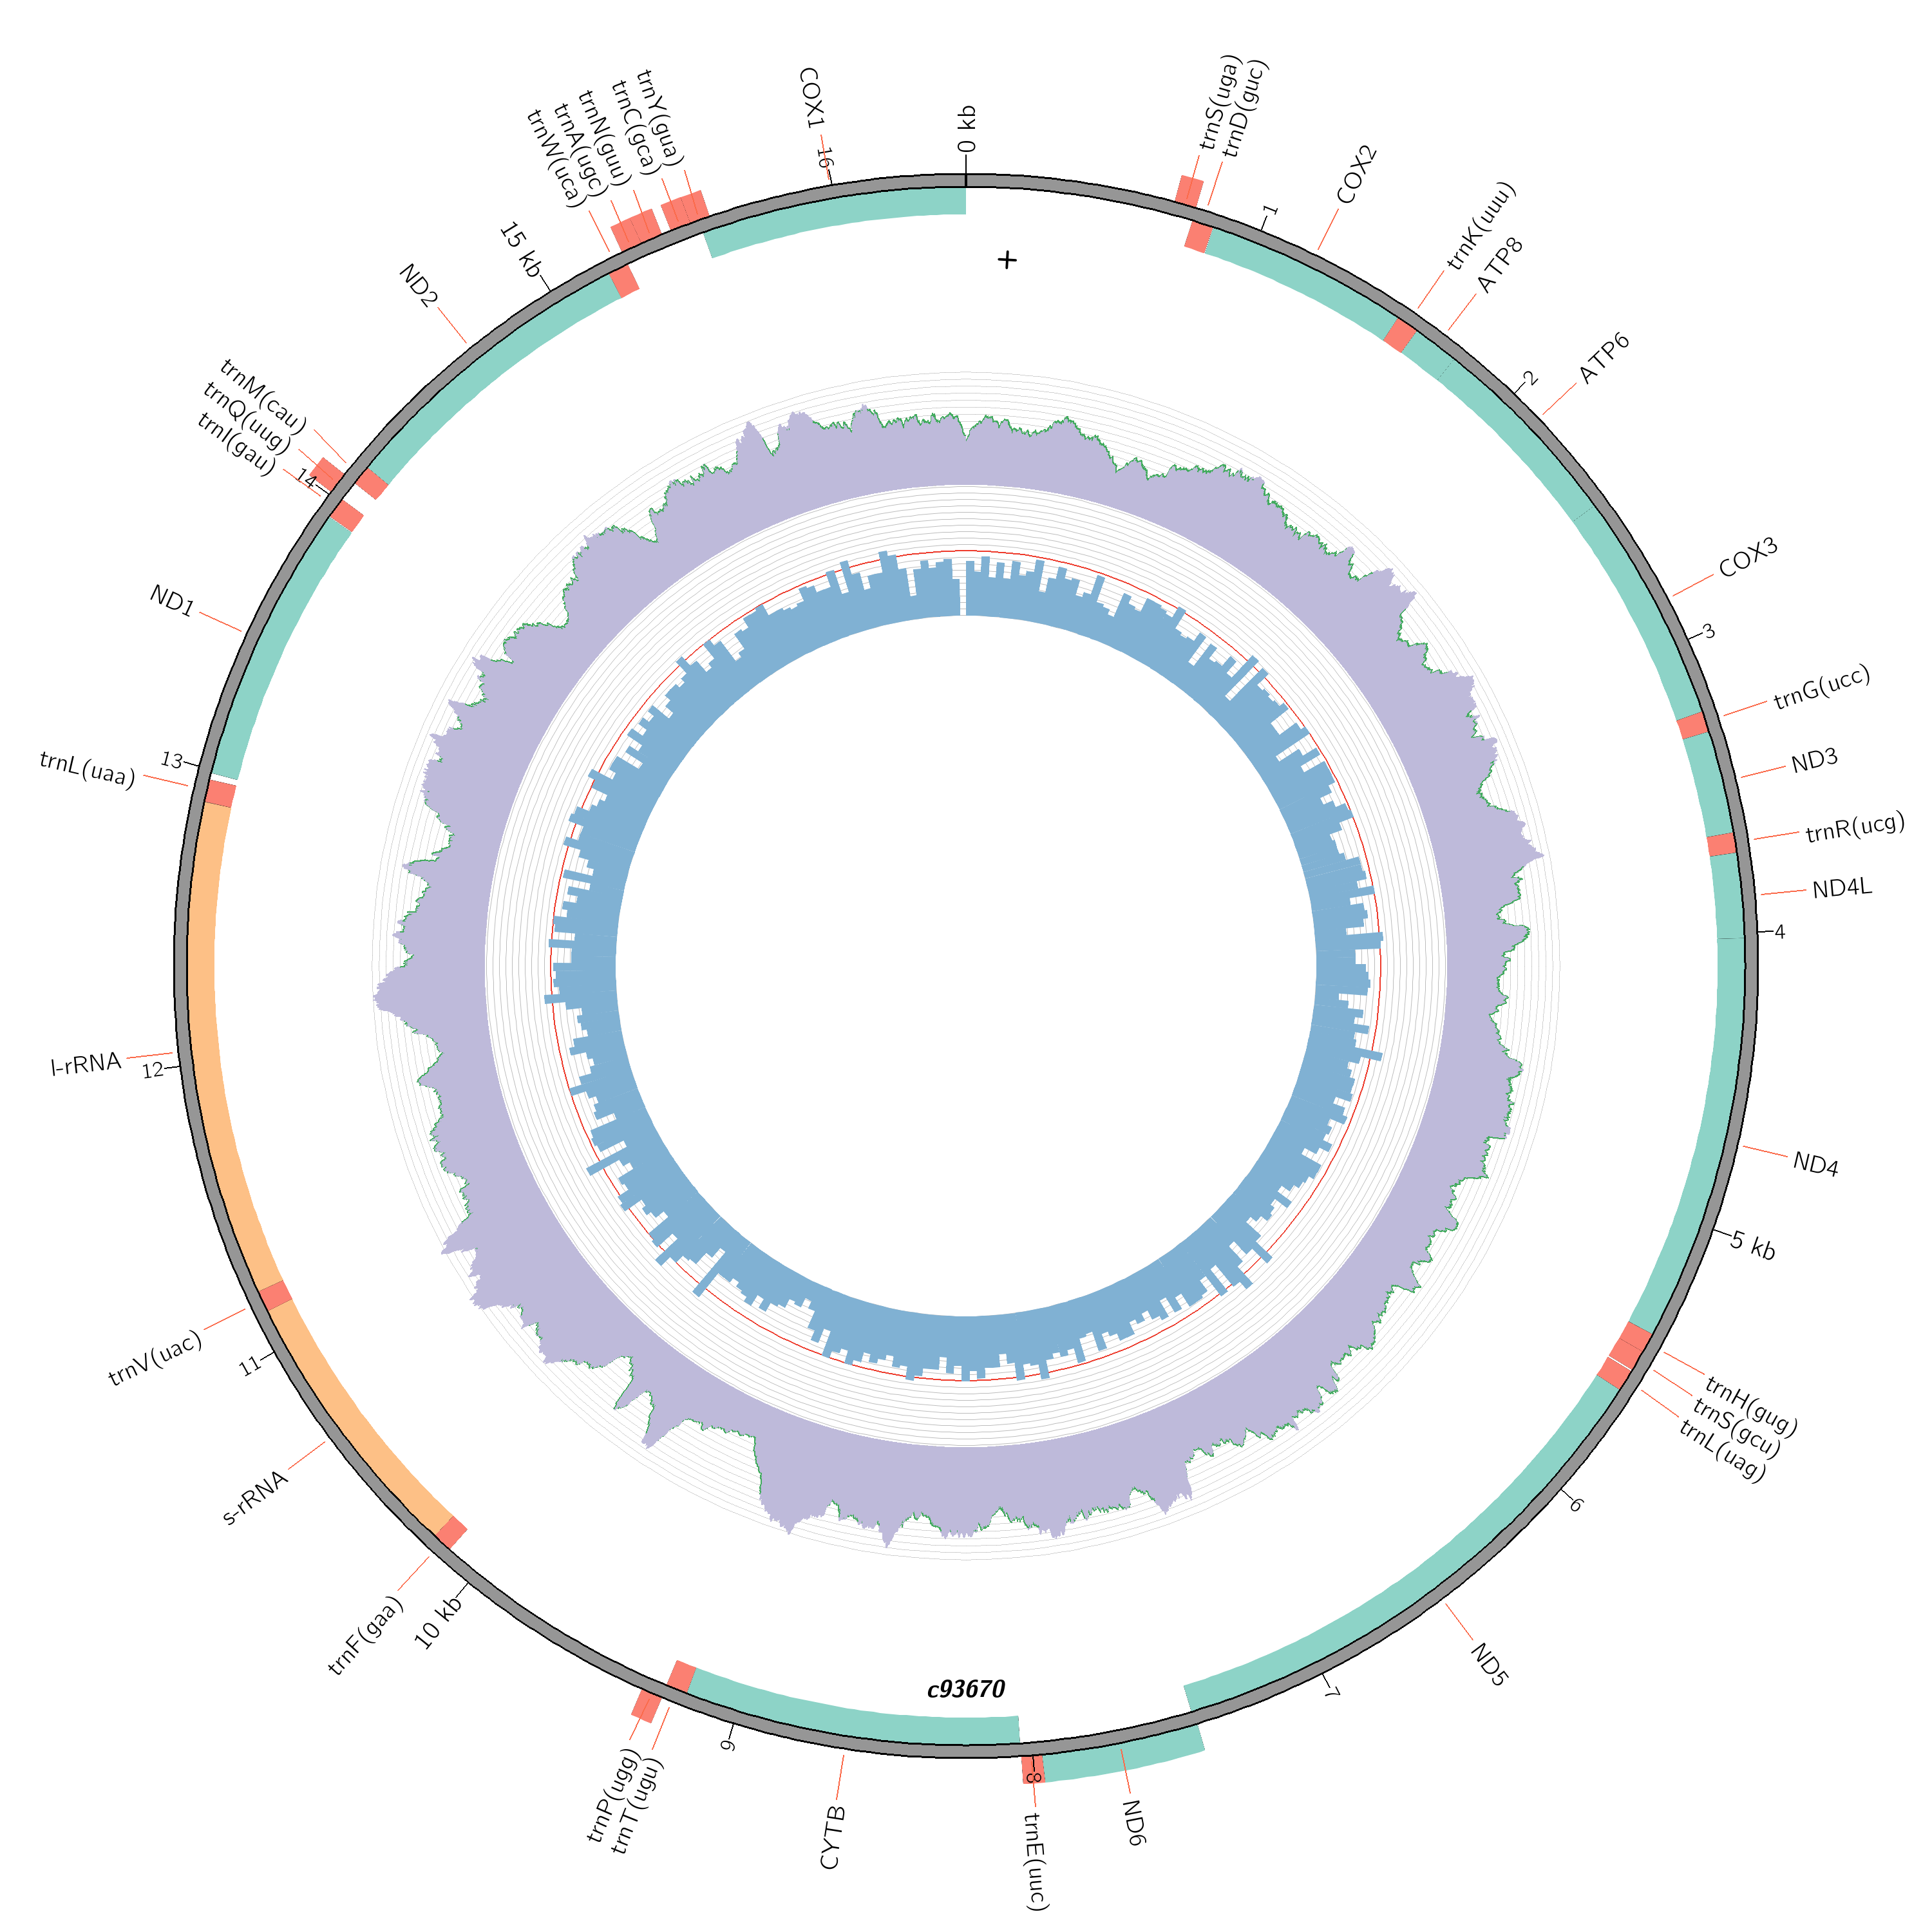 0 kb
trnS(uga)
trnD(guc)
1
COX2
trnK(uuu)
ATP8
2
ATP6
COX3
3
trnG(ucc)
ND3
trnR(ucg)
ND4L
4
ND4
5 kb
trnH(gug)
trnS(gcu)
trnL(uag)
6
ND5
7
ND6
8
trnE(uuc)
CYTB
9
trnT(ugu)
trnP(ugg)
10 kb
trnF(gaa)
s-rRNA
11
trnV(uac)
12
l-rRNA
trnL(uaa)
13
ND1
14
trnI(gau)
trnQ(uug)
trnM(cau)
ND2
15 kb
trnW(uca)
trnA(ugc)
trnN(guu)
trnC(gca)
trnY(gua)
COX1
16
+
c93670